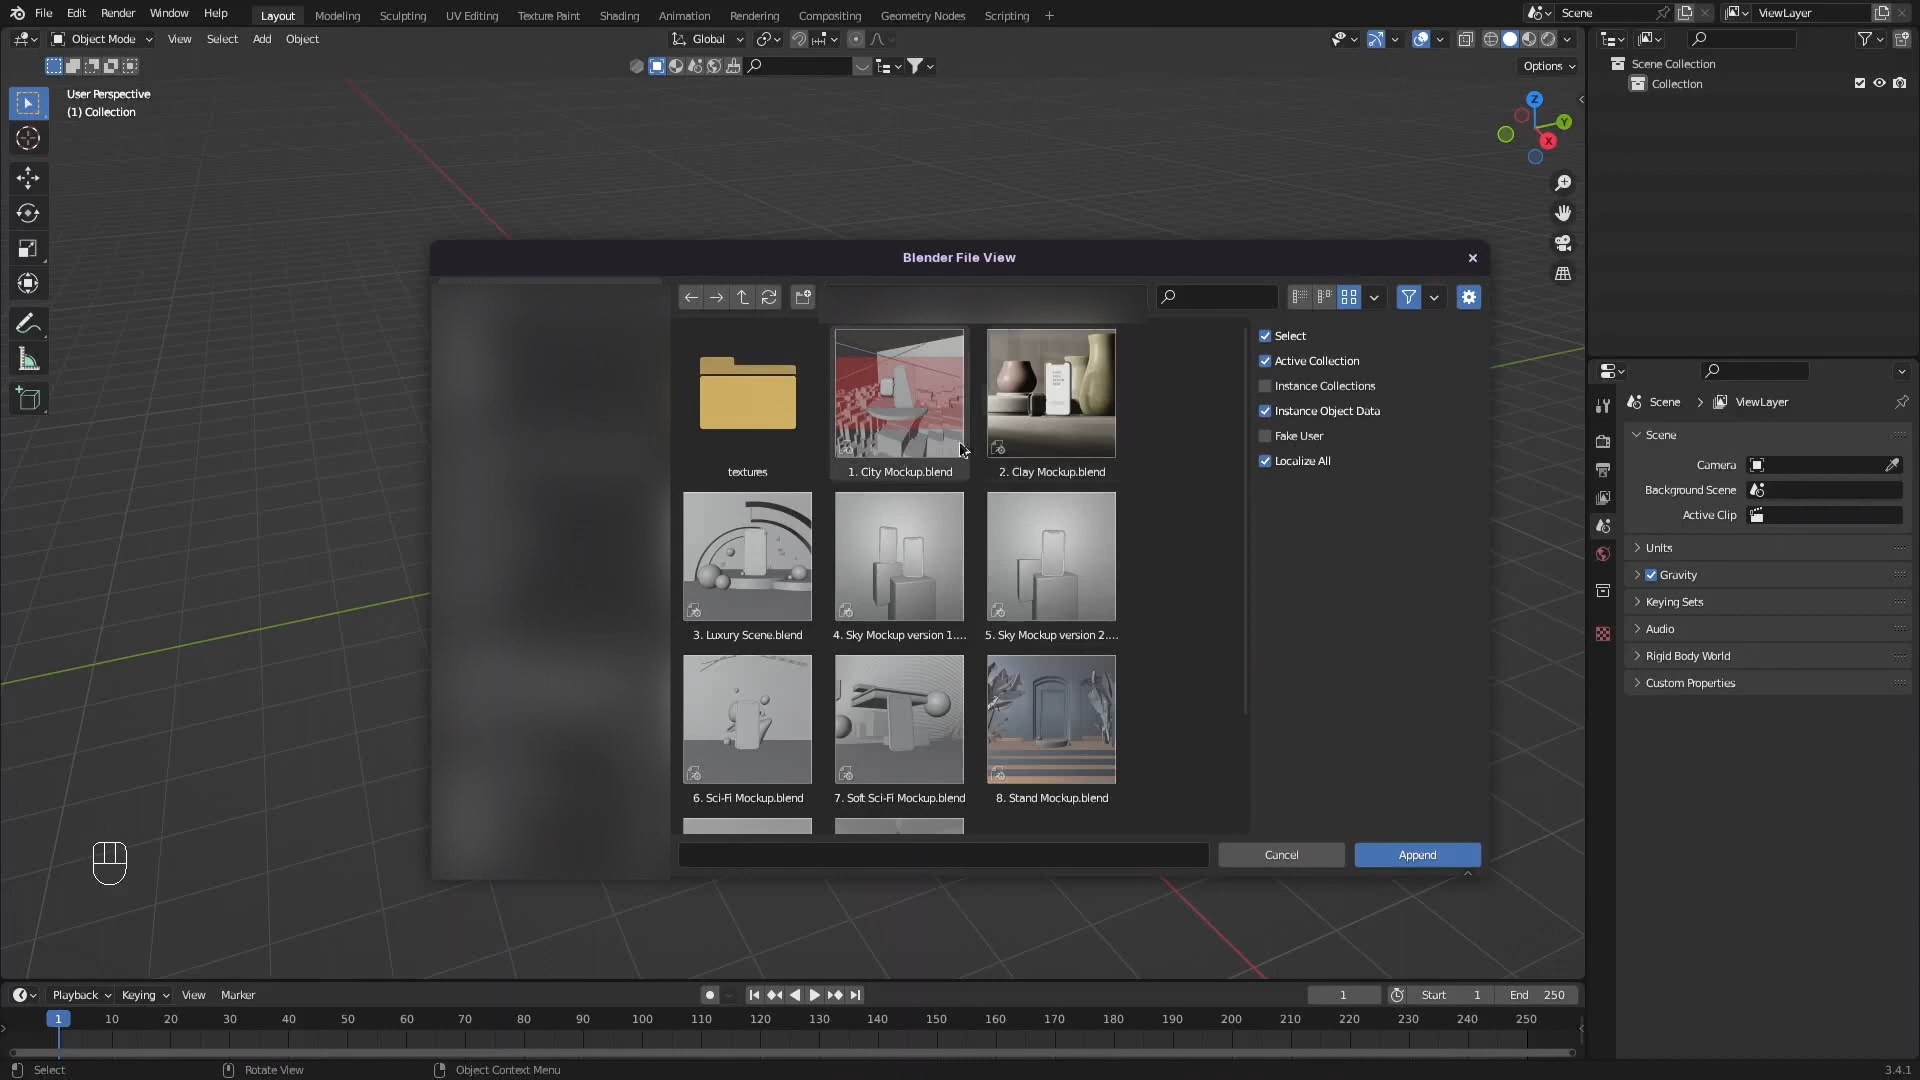 File Edit Render Window Help
Layout Modeling Sculpting UV Editing Texture Paint Shading Animation Rendering Compositing Geometry Nodes Scripting +
Scene
ViewLayer
Object Mode View Select Add Object
Global
Options
User Perspective
(1) Collection
Z
Y
X
Scene Collection
Collection
Blender File View
textures
1. City Mockup.blend
2. Clay Mockup.blend
3. Luxury Scene.blend
4. Sky Mockup version 1....
5. Sky Mockup version 2....
6. Sci-Fi Mockup.blend
7. Soft Sci-Fi Mockup.blend
8. Stand Mockup.blend
Select
Active Collection
Instance Collections
Instance Object Data
Fake User
Localize All
Cancel
Append
Scene > ViewLayer
Scene
Camera
Background Scene
Active Clip
Units
Gravity
Keying Sets
Audio
Rigid Body World
Custom Properties
Playback Keying View Marker
1 Start 1 End 250
1 10 20 30 40 50 60 70 80 90 100 110 120 130 140 150 160 170 180 190 200 210 220 230 240 250
Select Rotate View Object Context Menu
3.4.1